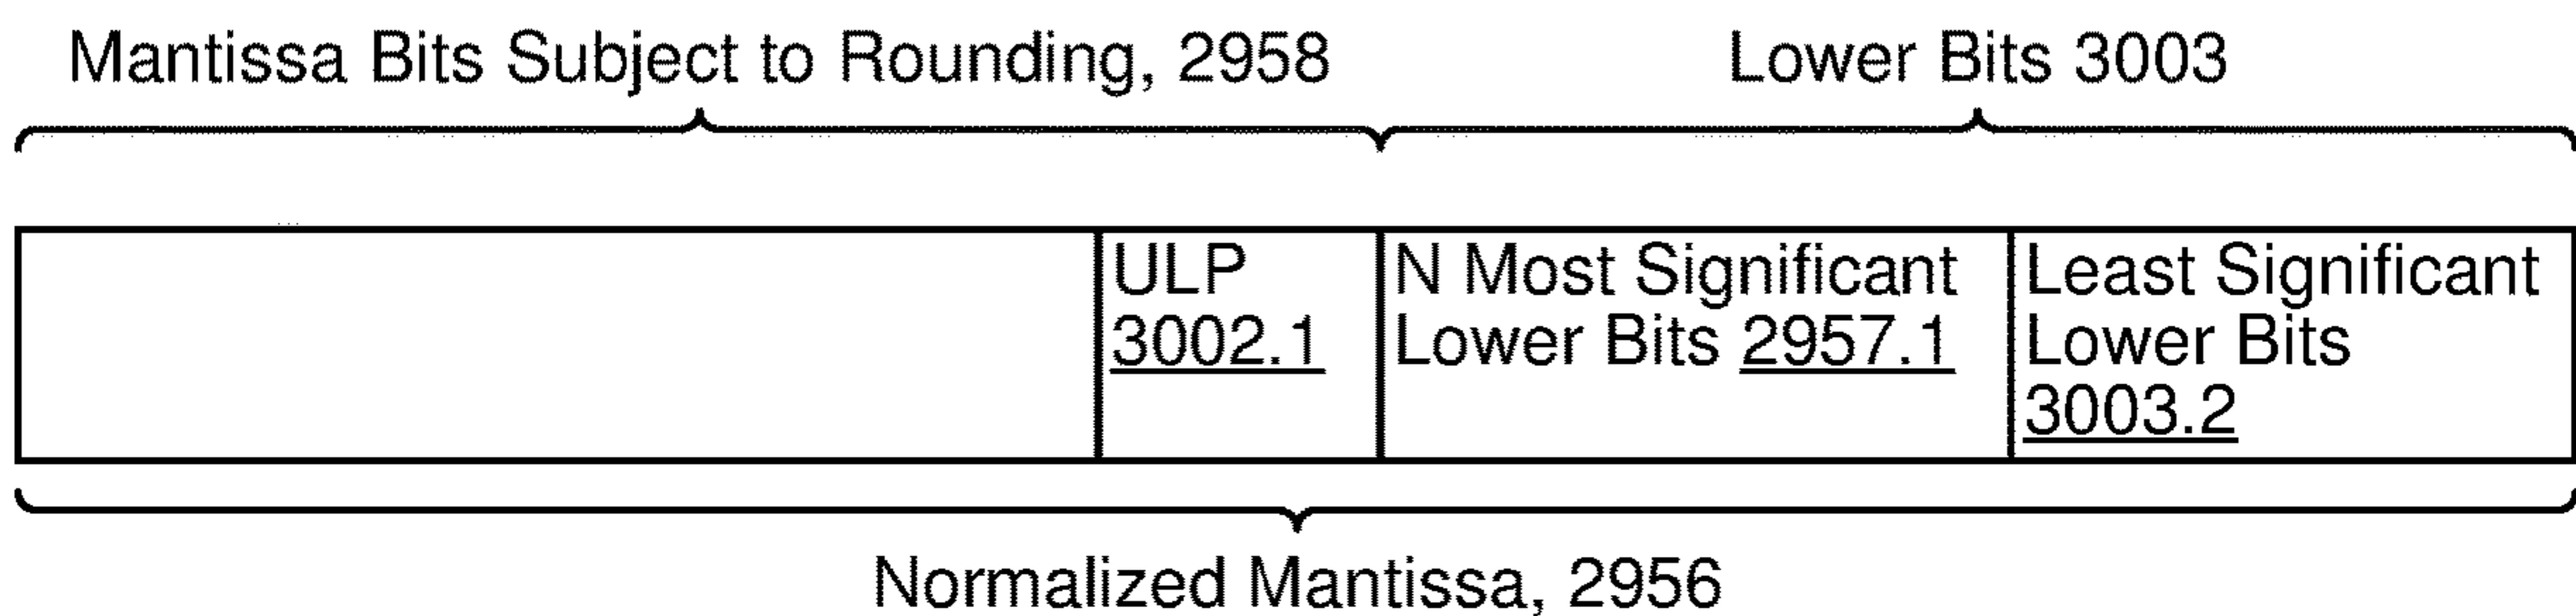 Mantissa Bits Subject to Rounding, 2958
Lower Bits 3003
ULP
3002.1
N Most Significant
Lower Bits 2957.1
Least Significant
Lower Bits
3003.2
Normalized Mantissa, 2956